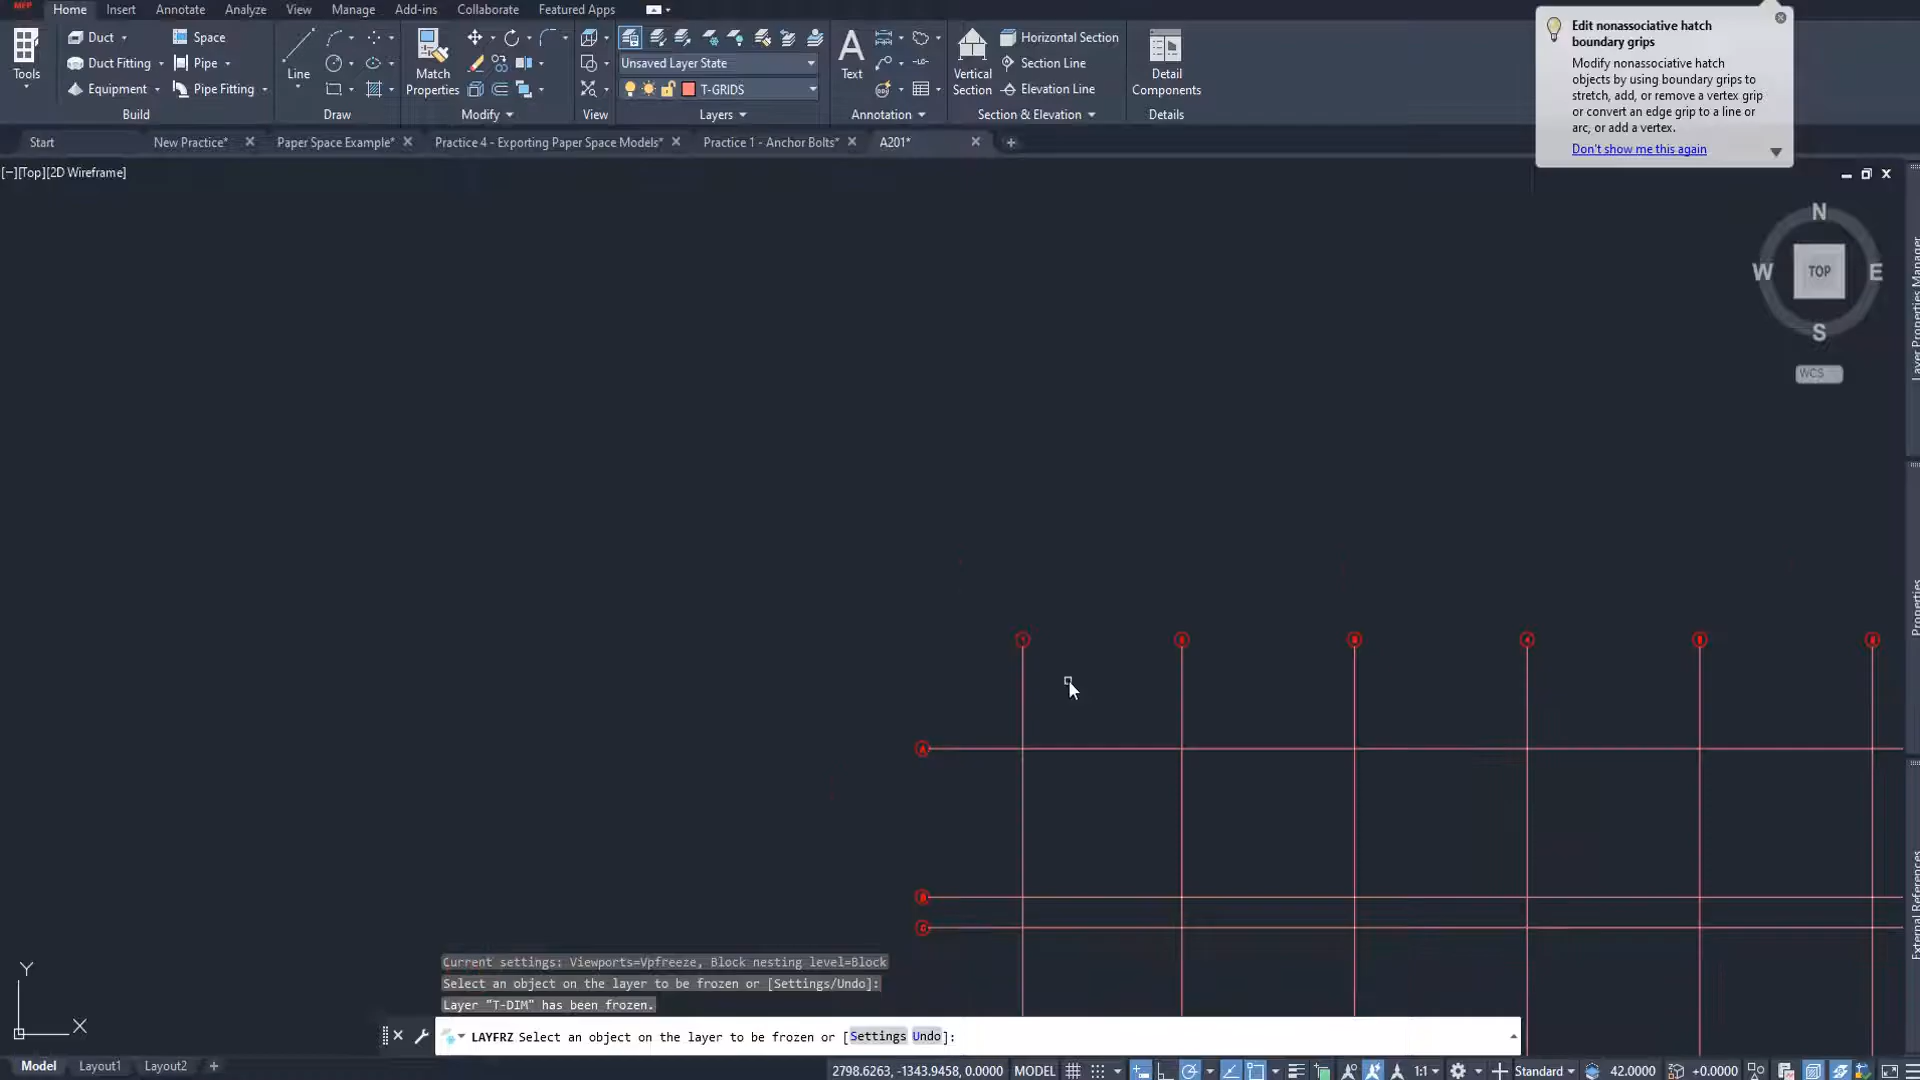 MEP
Home Insert Annotate Analyze View Manage Add-ins Collaborate Featured Apps
Tools
Duct
Duct Fitting
Equipment
Space
Pipe
Pipe Fitting
Build
Line
Draw
Match
Properties
Modify
View
Unsaved Layer State
T-GRIDS
Layers
Text
Annotation
Vertical
Section
Horizontal Section
Section Line
Elevation Line
Section & Elevation
Detail
Components
Details
Edit nonassociative hatch
boundary grips
Modify nonassociative hatch
objects by using boundary grips to
stretch, add, or remove a vertex grip
or convert an edge grip to a line or
arc, or add a vertex.
Don't show me this again
Start New Practice* Paper Space Example* Practice 4 - Exporting Paper Space Models* Practice 1 - Anchor Bolts* A201*
[−][Top][2D Wireframe]
N
W TOP E
S
WCS
Layer Properties Manager
Properties
External References
A
Y
X
Current settings: Viewports=Vpfreeze, Block nesting level=Block
Select an object on the layer to be frozen or [Settings/Undo]:
Layer "T-DIM" has been frozen.
LAYFRZ Select an object on the layer to be frozen or [Settings Undo]:
Model Layout1 Layout2
2798.6263, -1343.9458, 0.0000 MODEL 1:1 Standard 42.0000 +0.0000